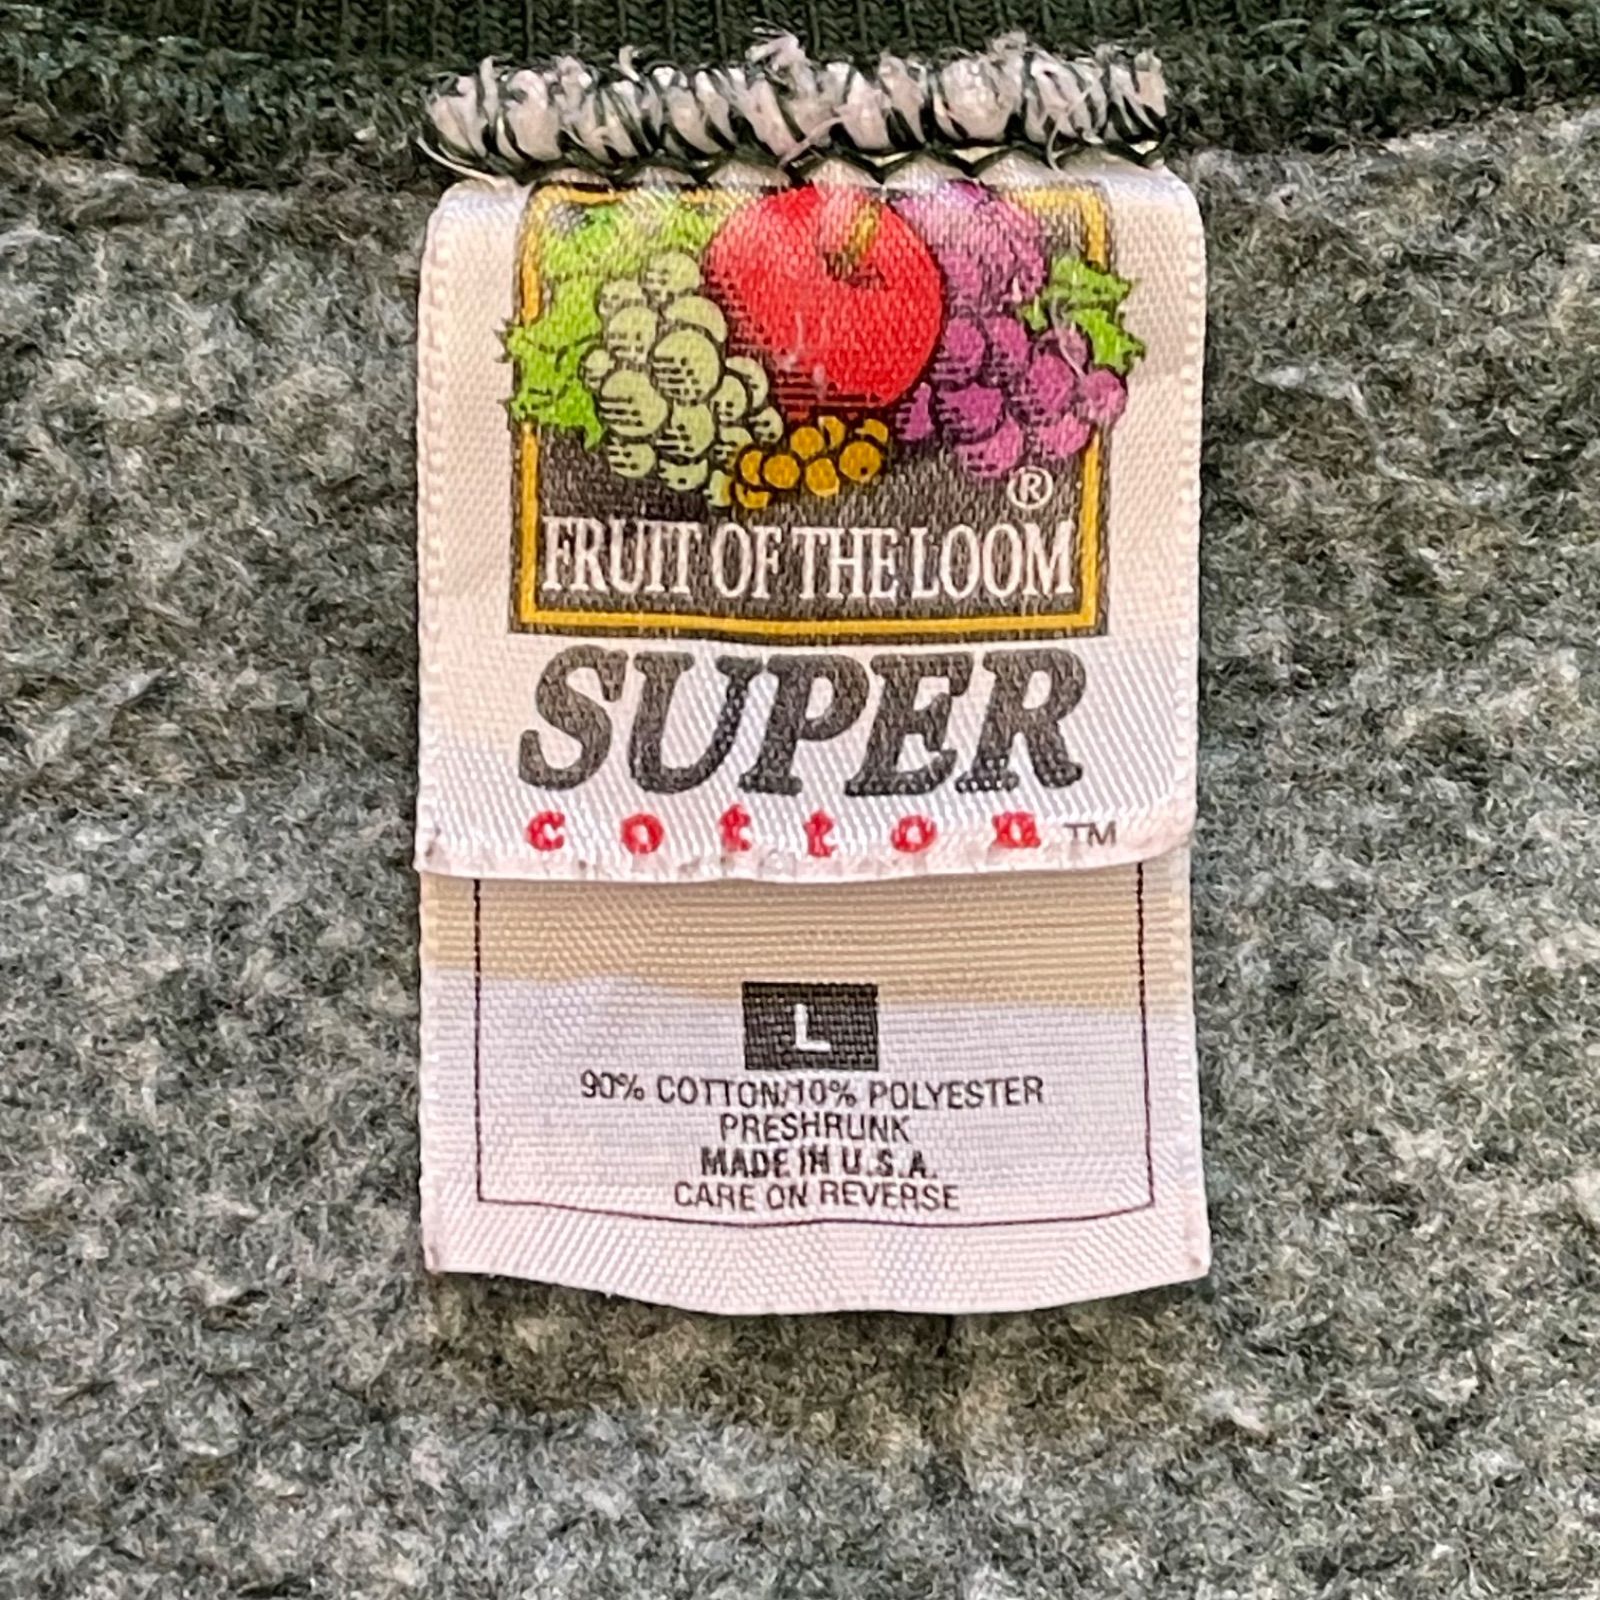 ®
FRUIT OF THE LOOM
SUPER
cotton™
L
90% COTTON/10% POLYESTER
PRESHRUNK
MADE IN U.S.A.
CARE ON REVERSE